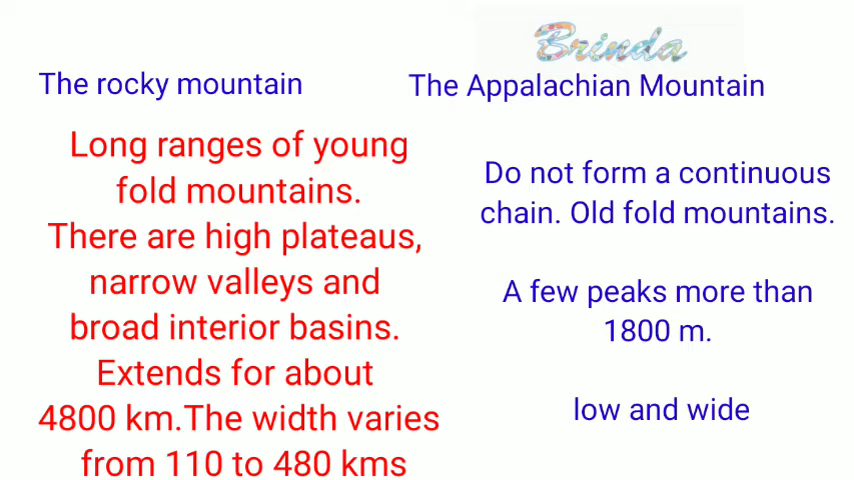 Brinda
The rocky mountain
Long ranges of young
fold mountains.
There are high plateaus,
narrow valleys and
broad interior basins.
Extends for about
4800 km.The width varies
from 110 to 480 kms
The Appalachian Mountain
Do not form a continuous
chain. Old fold mountains.
A few peaks more than
1800 m.
low and wide